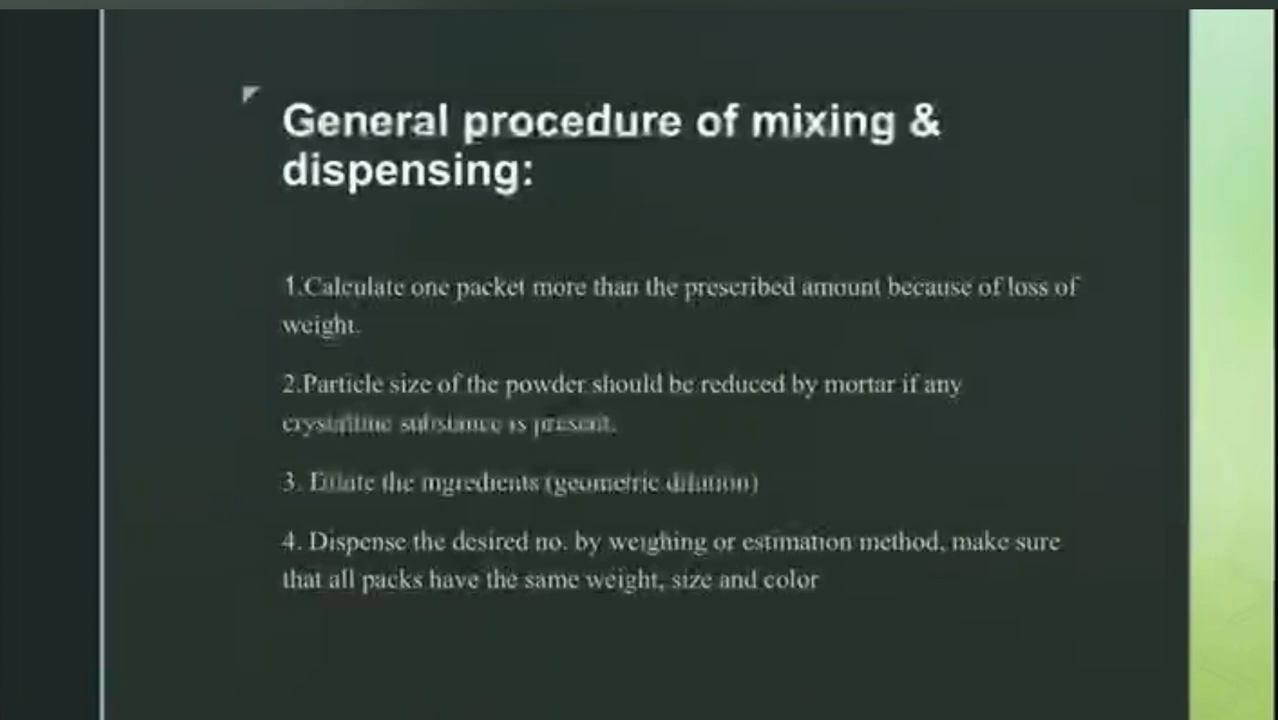 General procedure of mixing &
dispensing:
1.Calculate one packet more than the prescribed amount because of loss of
weight.
2.Particle size of the powder should be reduced by mortar if any
crystalline substance is present.
3. Dilute the ingredients (geometric dilution)
4. Dispense the desired no. by weighing or estimation method, make sure
that all packs have the same weight, size and color